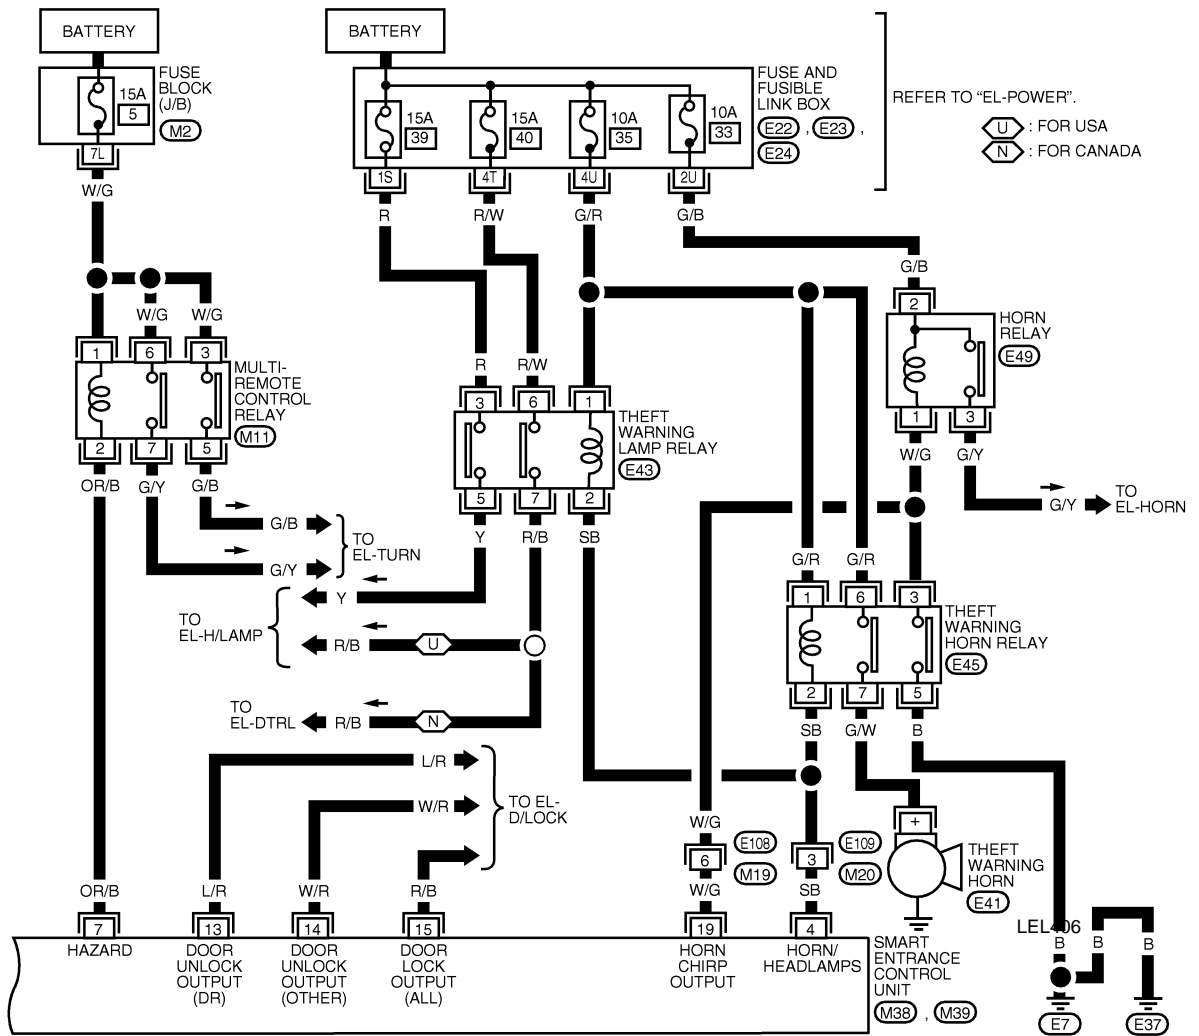 BATTERY
BATTERY
FUSE
BLOCK
(J/B)
M2
15A
5
7L
W/G
15A
39
15A
40
10A
35
10A
33
FUSE AND
FUSIBLE
LINK BOX
E22 , E23 ,
E24
REFER TO "EL-POWER".
U : FOR USA
N : FOR CANADA
1S
4T
4U
2U
R
R/W
G/R
G/B
G/B
W/G
W/G
1
6
3
MULTI-
REMOTE
CONTROL
RELAY
M11
2
7
5
OR/B
G/Y
G/B
G/B
G/Y
TO
EL-TURN
R
R/W
3
6
1
THEFT
WARNING
LAMP RELAY
E43
5
7
2
Y
R/B
SB
2
HORN
RELAY
E49
1
3
W/G
G/Y
G/Y
TO
EL-HORN
TO
EL-H/LAMP
Y
R/B
U
TO
EL-DTRL
R/B
N
G/R
G/R
1
6
3
THEFT
WARNING
HORN RELAY
E45
2
7
5
SB
G/W
B
L/R
W/R
TO EL-
D/LOCK
W/G
6
E108
M19
W/G
3
E109
M20
SB
+
THEFT
WARNING
HORN
E41
OR/B
L/R
W/R
R/B
7
13
14
15
19
4
HAZARD
DOOR
UNLOCK
OUTPUT
(DR)
DOOR
UNLOCK
OUTPUT
(OTHER)
DOOR
LOCK
OUTPUT
(ALL)
HORN
CHIRP
OUTPUT
HORN/
HEADLAMPS
SMART
ENTRANCE
CONTROL
UNIT
M38 , M39
LEL406
B
B
B
E7
E37